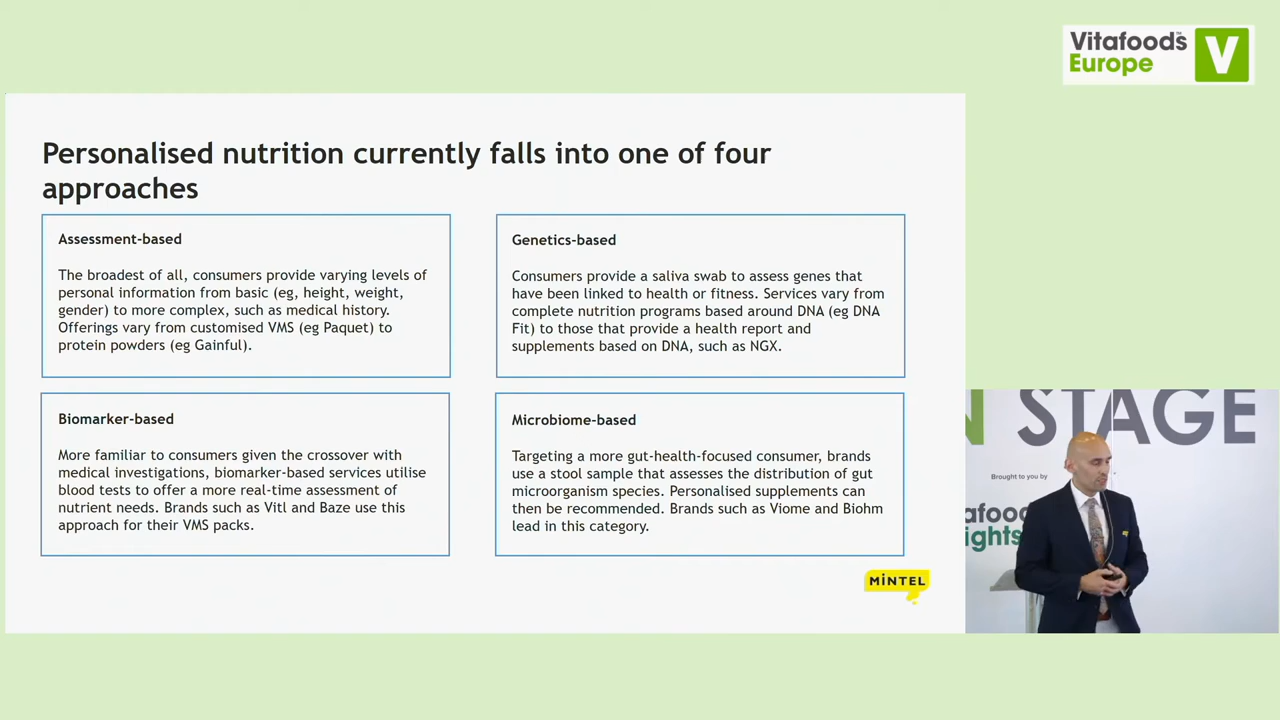 Vitafoods
Europe
V
Personalised nutrition currently falls into one of four
approaches
Assessment-based
The broadest of all, consumers provide varying levels of
personal information from basic (eg, height, weight,
gender) to more complex, such as medical history.
Offerings vary from customised VMS (eg Paquet) to
protein powders (eg Gainful).
Genetics-based
Consumers provide a saliva swab to assess genes that
have been linked to health or fitness. Services vary from
complete nutrition programs based around DNA (eg DNA
Fit) to those that provide a health report and
supplements based on DNA, such as NGX.
Biomarker-based
More familiar to consumers given the crossover with
medical investigations, biomarker-based services utilise
blood tests to offer a more real-time assessment of
nutrient needs. Brands such as Vitl and Baze use this
approach for their VMS packs.
Microbiome-based
Targeting a more gut-health-focused consumer, brands
use a stool sample that assesses the distribution of gut
microorganism species. Personalised supplements can
then be recommended. Brands such as Viome and Biohm
lead in this category.
MiNTEL
N STAGE
Brought to you by
afoo
ights